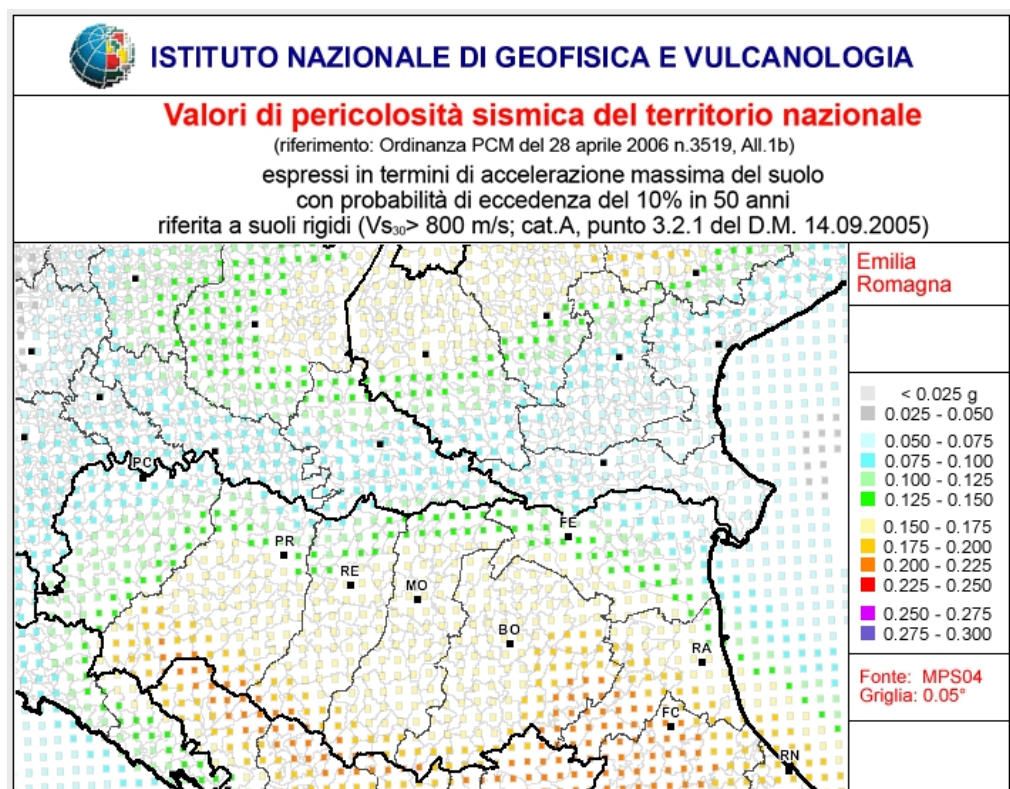 ISTITUTO NAZIONALE DI GEOFISICA E VULCANOLOGIA
Valori di pericolosità sismica del territorio nazionale
(riferimento: Ordinanza PCM del 28 aprile 2006 n.3519, All.1b)
espressi in termini di accelerazione massima del suolo
con probabilità di eccedenza del 10% in 50 anni
riferita a suoli rigidi (Vs₃₀> 800 m/s; cat.A, punto 3.2.1 del D.M. 14.09.2005)
Emilia
Romagna
< 0.025 g
0.025 - 0.050
0.050 - 0.075
0.075 - 0.100
0.100 - 0.125
0.125 - 0.150
0.150 - 0.175
0.175 - 0.200
0.200 - 0.225
0.225 - 0.250
0.250 - 0.275
0.275 - 0.300
Fonte: MPS04
Griglia: 0.05°
PC
FE
PR
RE
MO
BO
RA
FC
RN